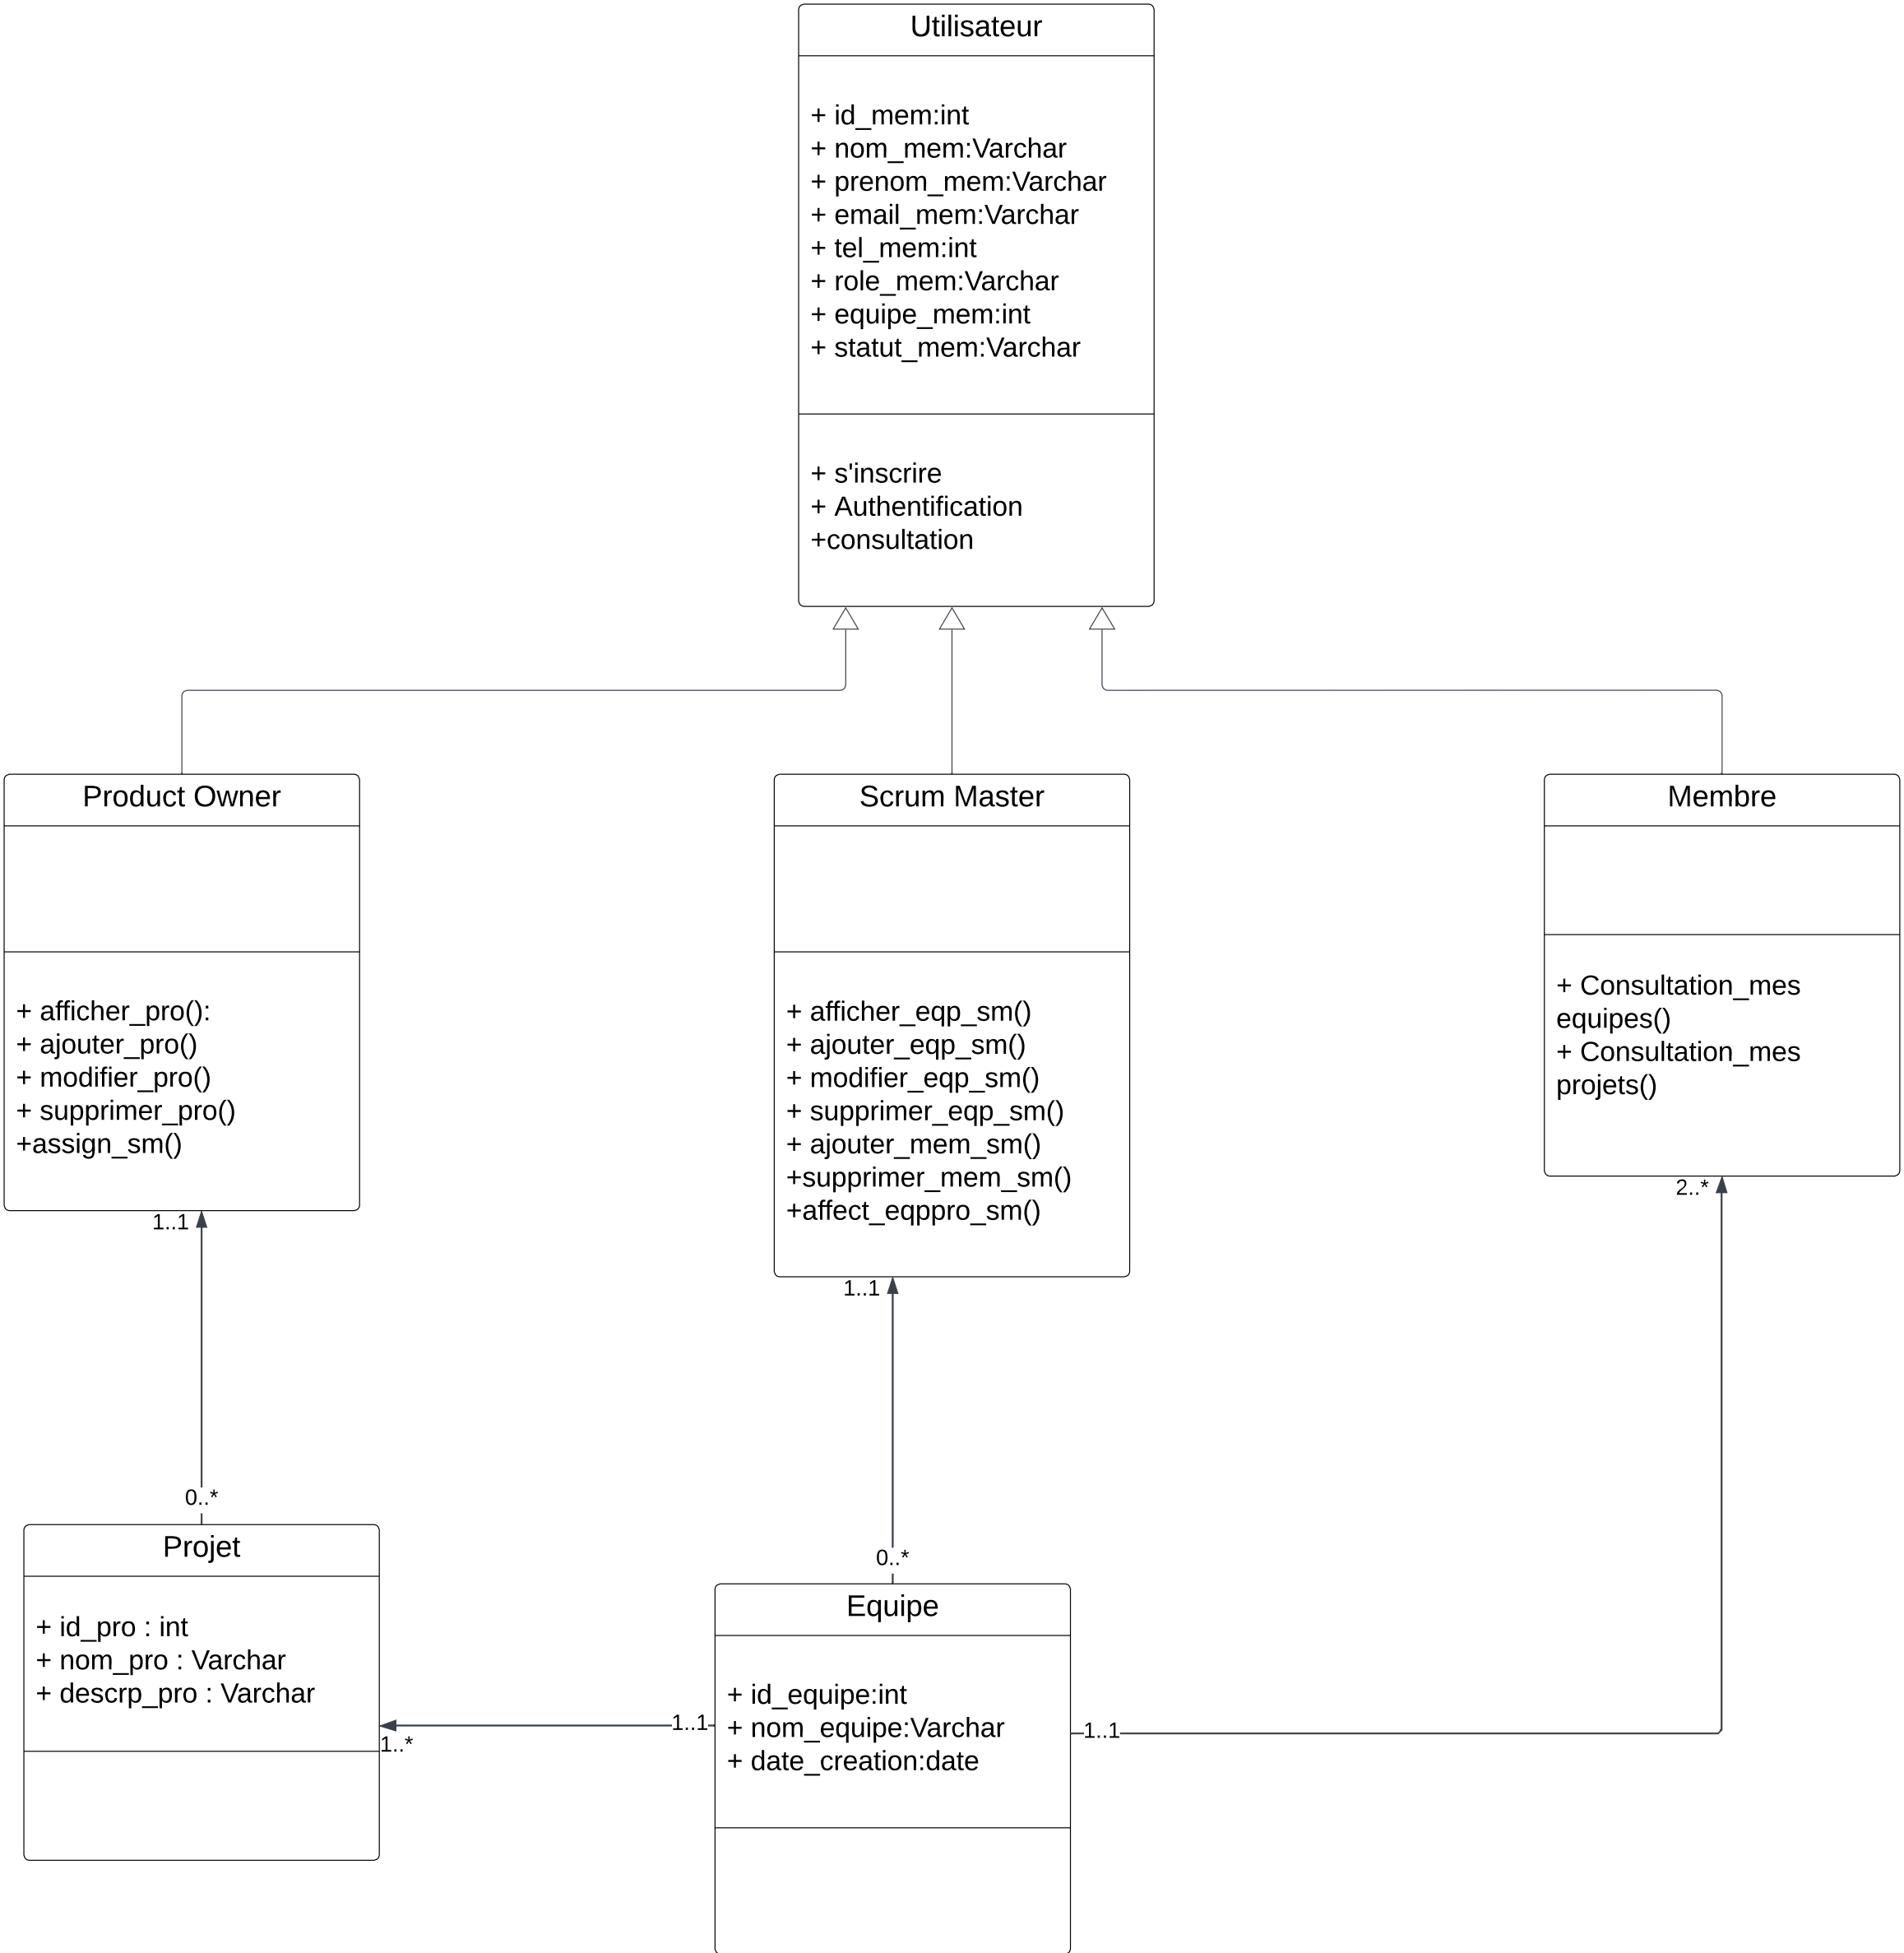 Utilisateur
+ id_mem:int
+ nom_mem:Varchar
+ prenom_mem:Varchar
+ email_mem:Varchar
+ tel_mem:int
+ role_mem:Varchar
+ equipe_mem:int
+ statut_mem:Varchar
+ s'inscrire
+ Authentification
+consultation
Product Owner
+ afficher_pro():
+ ajouter_pro()
+ modifier_pro()
+ supprimer_pro()
+assign_sm()
Scrum Master
+ afficher_eqp_sm()
+ ajouter_eqp_sm()
+ modifier_eqp_sm()
+ supprimer_eqp_sm()
+ ajouter_mem_sm()
+supprimer_mem_sm()
+affect_eqppro_sm()
Membre
+ Consultation_mes
equipes()
+ Consultation_mes
projets()
1..1
1..1
2..*
0..*
0..*
Projet
+ id_pro : int
+ nom_pro : Varchar
+ descrp_pro : Varchar
1..*
1..1
Equipe
+ id_equipe:int
+ nom_equipe:Varchar
+ date_creation:date
1..1